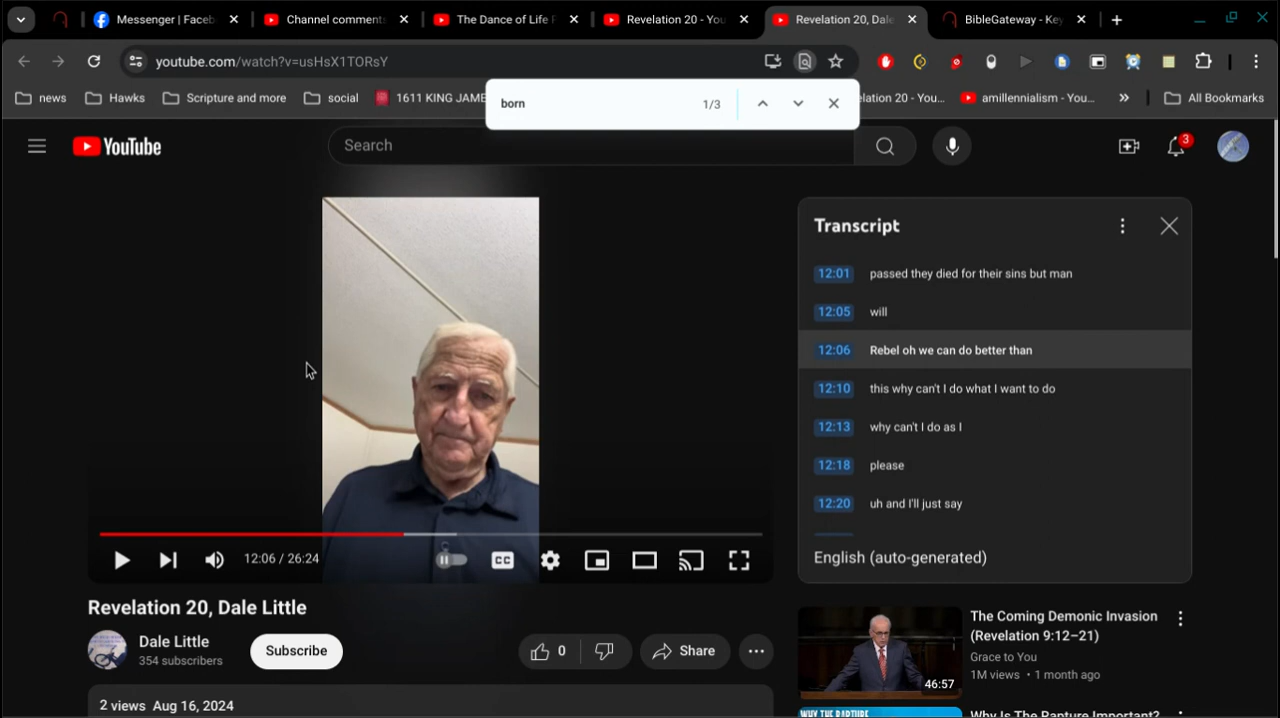 Messenger | Faceb
Channel comment
The Dance of Life P
Revelation 20 - You
Revelation 20, Dale
BibleGateway - Key
youtube.com/watch?v=usHsX1TORsY
news
Hawks
Scripture and more
social
1611 KING JAME
elation 20 - You...
amillennialism - You...
»
All Bookmarks
born
1/3
YouTube
Search
3
Transcript
12:01 passed they died for their sins but man
12:05 will
12:06 Rebel oh we can do better than
12:10 this why can't I do what I want to do
12:13 why can't I do as I
12:18 please
12:20 uh and I'll just say
English (auto-generated)
12:06 / 26:24
CC
Revelation 20, Dale Little
Dale Little
354 subscribers
Subscribe
0
Share
2 views Aug 16, 2024
The Coming Demonic Invasion
(Revelation 9:12–21)
Grace to You
1M views • 1 month ago
46:57
WHY THE RAPTURE
Why Is The Rapture Important?